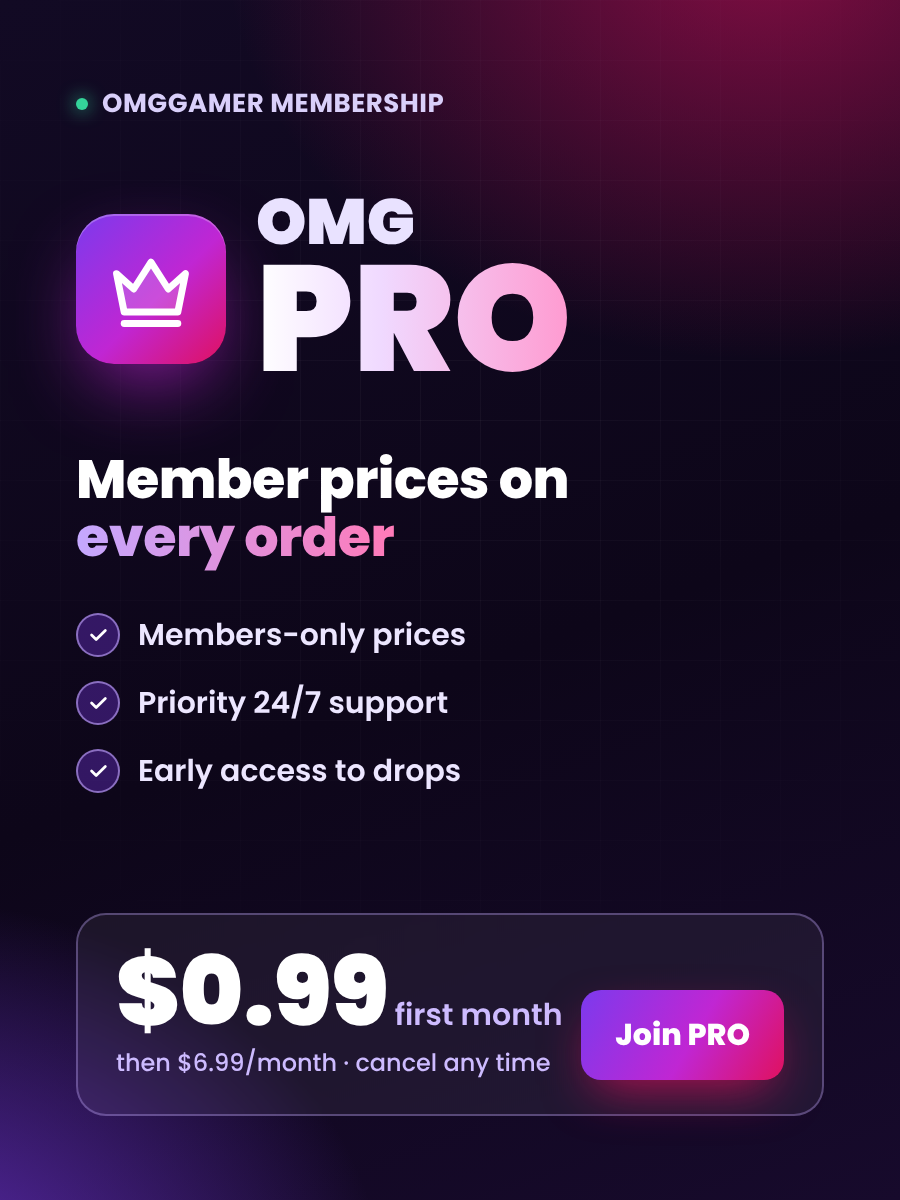 OMGGAMER MEMBERSHIP
OMG
PRO
Member prices on
every order
Members-only prices
Priority 24/7 support
Early access to drops
$0.99 first month
then $6.99/month · cancel any time
Join PRO